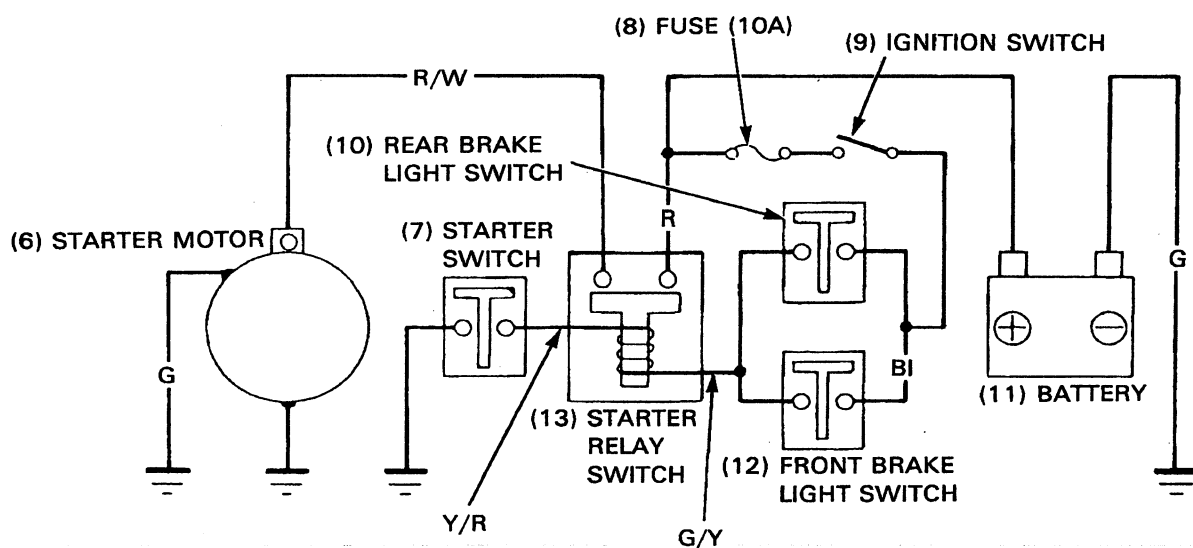 (8) FUSE (10A)
(9) IGNITION SWITCH
R/W
(10) REAR BRAKE
LIGHT SWITCH
R
(6) STARTER MOTOR
(7) STARTER
SWITCH
G
G
Bl
(11) BATTERY
(13) STARTER
RELAY
SWITCH
(12) FRONT BRAKE
LIGHT SWITCH
Y/R
G/Y